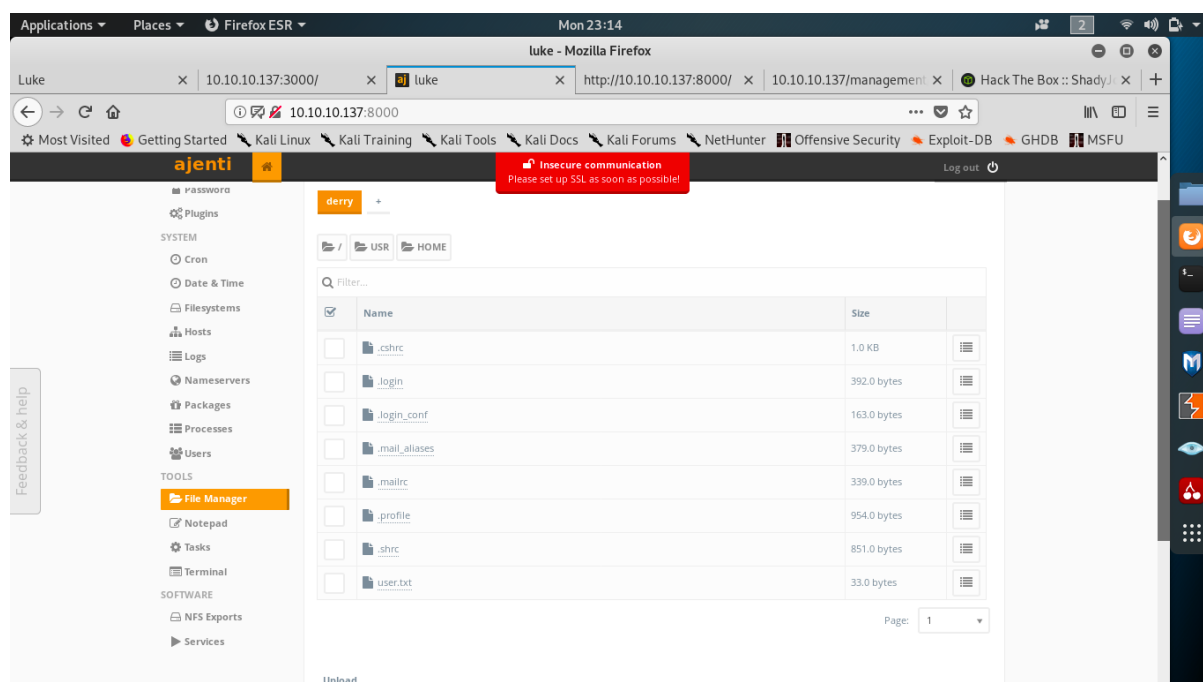 Applications Places Firefox ESR Mon 23:14 2
luke - Mozilla Firefox
Luke 10.10.10.137:3000/ aj luke http://10.10.10.137:8000/ 10.10.10.137/management Hack The Box :: ShadyJ
10.10.10.137:8000
Most Visited Getting Started Kali Linux Kali Training Kali Tools Kali Docs Kali Forums NetHunter Offensive Security Exploit-DB GHDB MSFU
ajenti
Insecure communication
Please set up SSL as soon as possible!
Log out
Password
Plugins
SYSTEM
Cron
Date & Time
Filesystems
Hosts
Logs
Nameservers
Packages
Processes
Users
TOOLS
File Manager
Notepad
Tasks
Terminal
SOFTWARE
NFS Exports
Services
Feedback & help
derry +
/ USR HOME
Filter...
Name Size
.cshrc 1.0 KB
.login 392.0 bytes
.login_conf 163.0 bytes
.mail_aliases 379.0 bytes
.mailrc 339.0 bytes
.profile 954.0 bytes
.shrc 851.0 bytes
user.txt 33.0 bytes
Page: 1
Upload